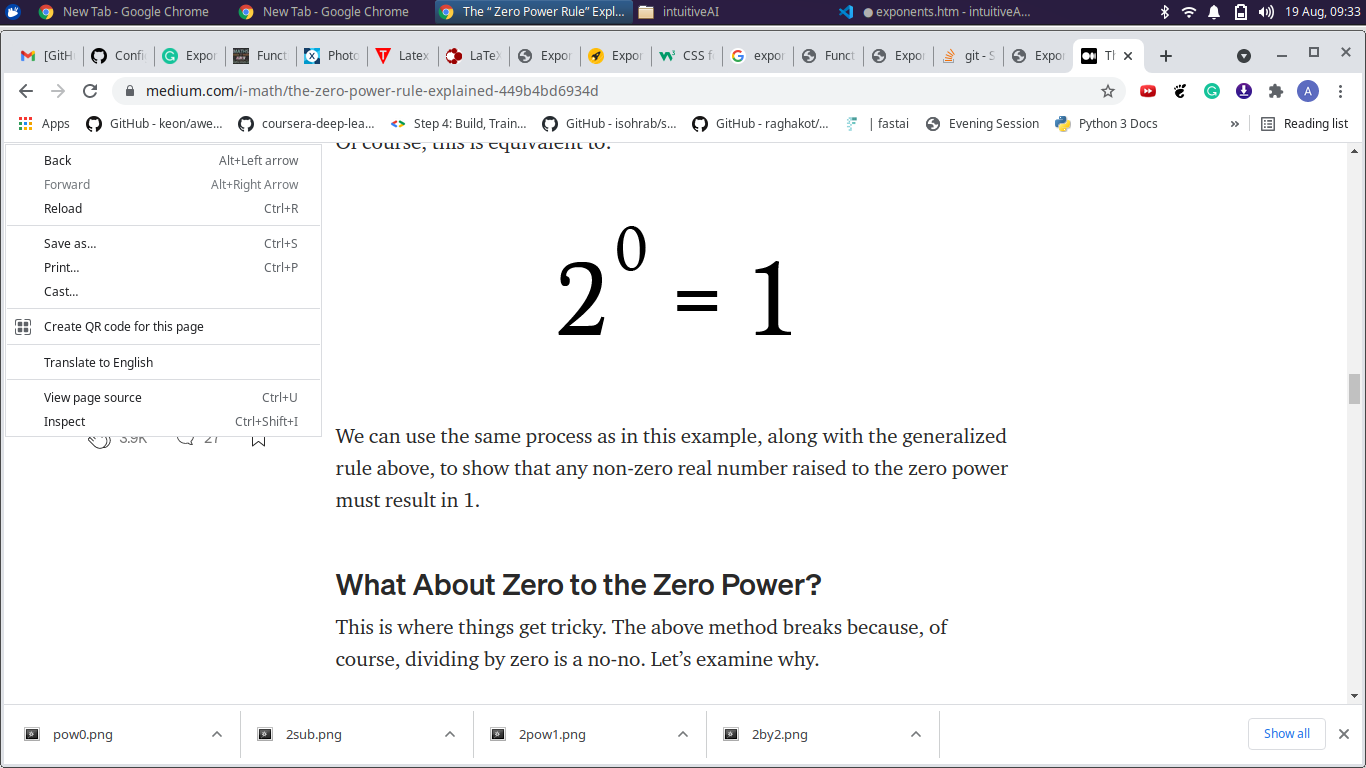 New Tab - Google Chrome
New Tab - Google Chrome
The “ Zero Power Rule” Expl...
intuitiveAI
exponents.htm - intuitiveA...
19 Aug, 09:33
[GitH
Confi
Expor
Funct
Photo
Latex
LaTeX
Expor
Expor
CSS f
expor
Funct
Expo
git - S
Expo
Th
medium.com/i-math/the-zero-power-rule-explained-449b4bd6934d
A
Apps
GitHub - keon/awe...
coursera-deep-lea...
Step 4: Build, Train...
GitHub - isohrab/s...
GitHub - raghakot/...
| fastai
Evening Session
Python 3 Docs
»
Reading list
Back Alt+Left arrow
Forward Alt+Right Arrow
Reload Ctrl+R
Save as... Ctrl+S
Print... Ctrl+P
Cast...
Create QR code for this page
Translate to English
View page source Ctrl+U
Inspect Ctrl+Shift+I
3.9K 27
Of course, this is equivalent to:
2⁰ = 1
We can use the same process as in this example, along with the generalized
rule above, to show that any non-zero real number raised to the zero power
must result in 1.
What About Zero to the Zero Power?
This is where things get tricky. The above method breaks because, of
course, dividing by zero is a no-no. Let’s examine why.
pow0.png
2sub.png
2pow1.png
2by2.png
Show all